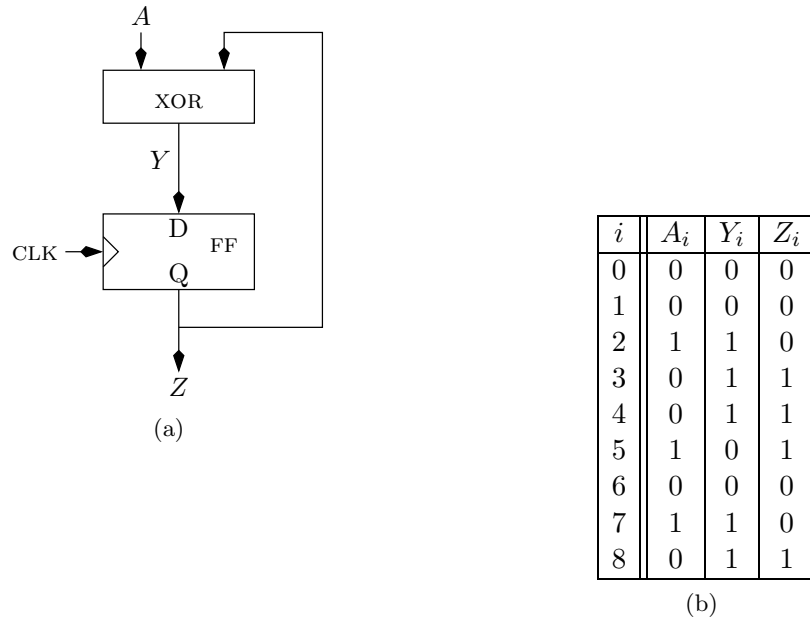 A
XOR
Y
D
FF
CLK
Q
Z
(a)
i A_i Y_i Z_i
0 0 0 0
1 0 0 0
2 1 1 0
3 0 1 1
4 0 1 1
5 1 0 1
6 0 0 0
7 1 1 0
8 0 1 1
(b)